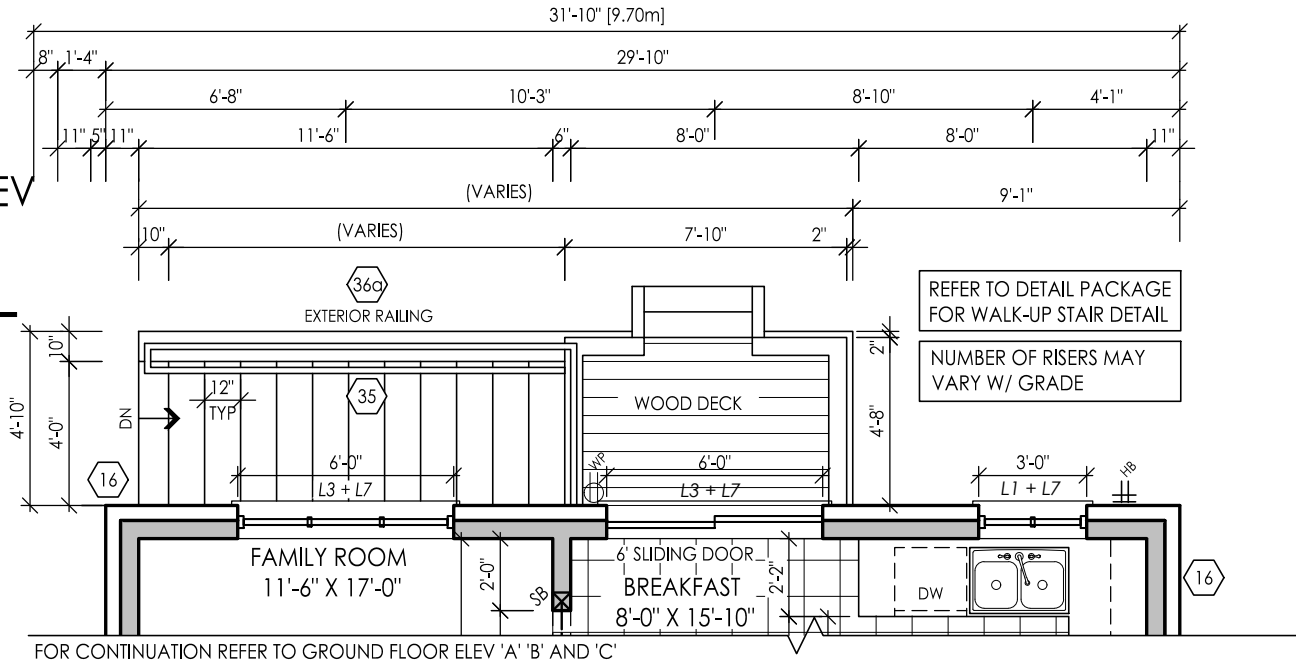 31'-10" [9.70m]
8" 1'-4" 29'-10"
6'-8" 10'-3" 8'-10" 4'-1"
11" 5" 11" 11'-6" 6" 8'-0" 8'-0" 11"
EV
(VARIES) 9'-1"
10" (VARIES) 7'-10" 2"
36a
EXTERIOR RAILING
REFER TO DETAIL PACKAGE
FOR WALK-UP STAIR DETAIL
NUMBER OF RISERS MAY
VARY W/ GRADE
10"
4'-10"
4'-0"
DN
12"
TYP
35
WOOD DECK
2"
4'-8"
16
6'-0"
L3 + L7
WP
6'-0"
L3 + L7
3'-0"
L1 + L7
HB
FAMILY ROOM
11'-6" X 17'-0"
2'-0"
SB
6' SLIDING DOOR
BREAKFAST
8'-0" X 15'-10"
2'-2"
DW
16
FOR CONTINUATION REFER TO GROUND FLOOR ELEV 'A' 'B' AND 'C'